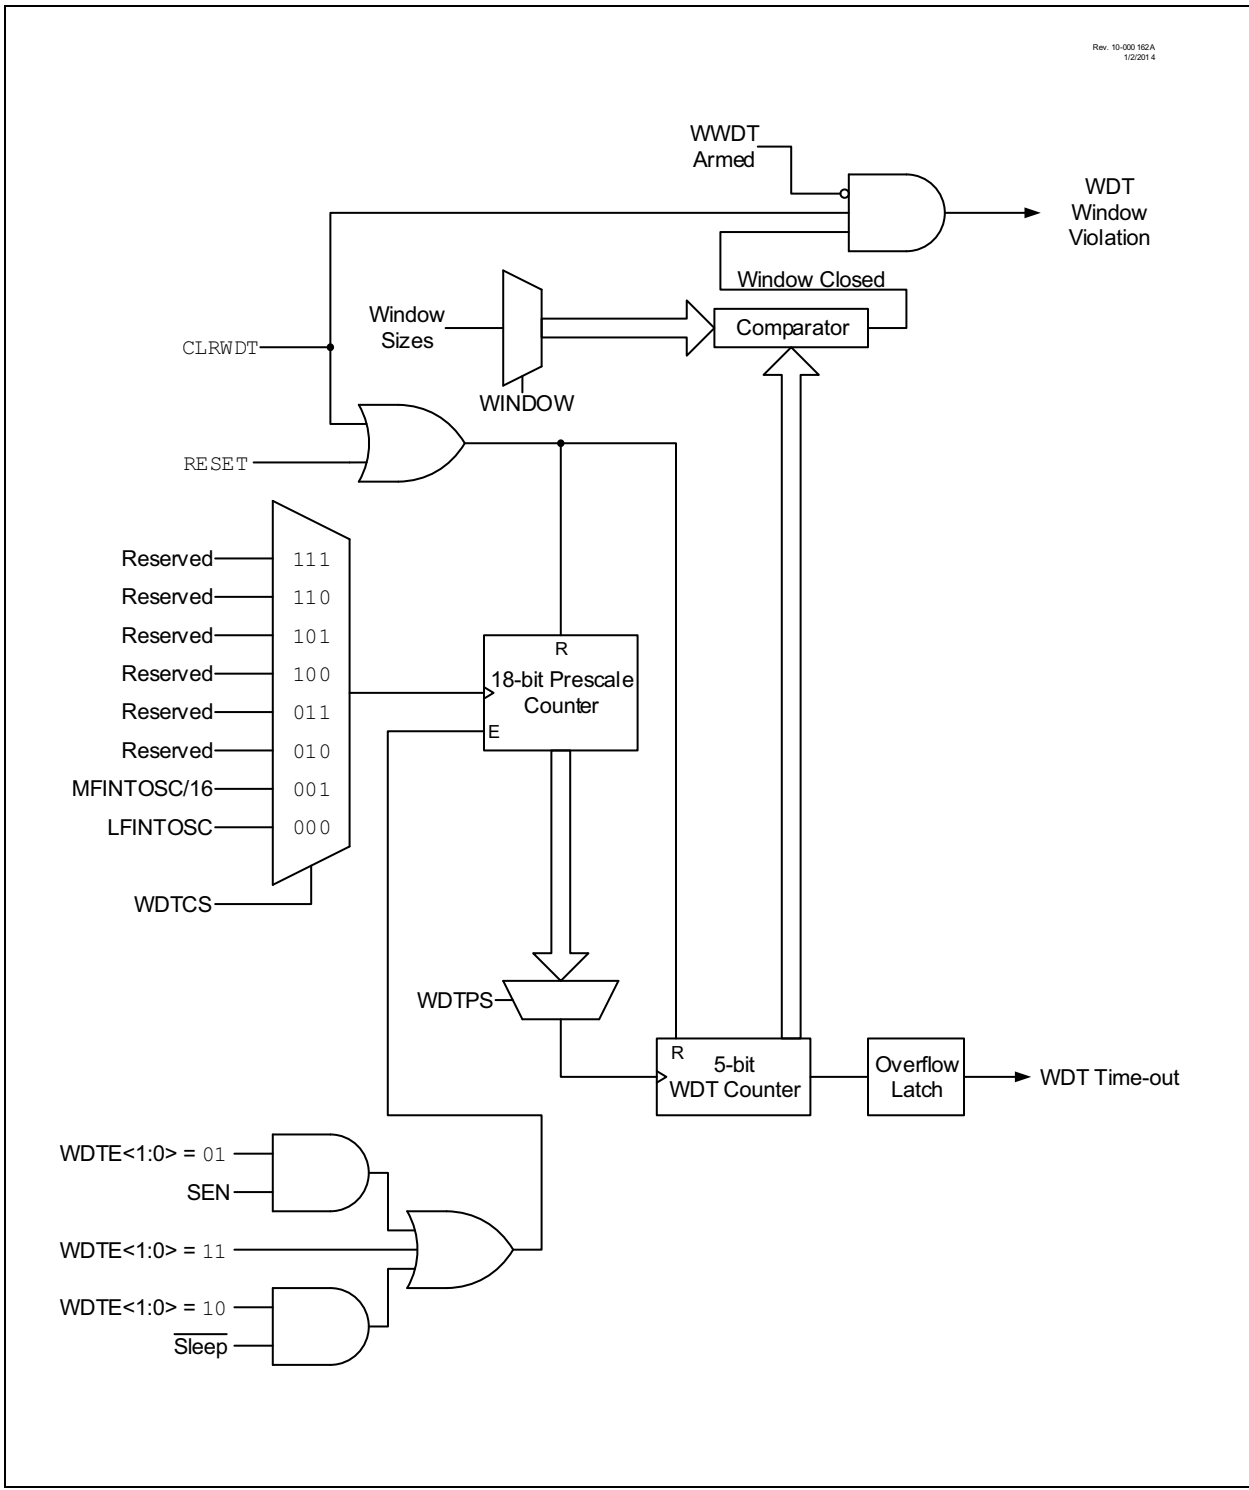 Rev. 10-000 162A
1/2/201 4
WWDT
Armed
WDT
Window
Violation
Window Closed
Window
Sizes
Comparator
CLRWDT
WINDOW
RESET
Reserved 111
Reserved 110
Reserved 101
Reserved 100
Reserved 011
Reserved 010
MFINTOSC/16 001
LFINTOSC 000
WDTCS
R
18-bit Prescale
Counter
E
WDTPS
R
5-bit
WDT Counter
Overflow
Latch
WDT Time-out
WDTE<1:0> = 01
SEN
WDTE<1:0> = 11
WDTE<1:0> = 10
Sleep